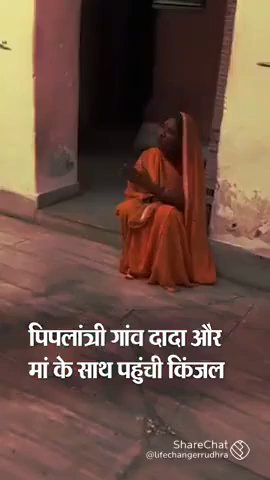 पिपलांत्री गांव दादा और
मां के साथ पहुंची किंजल
ShareChat
@lifechangerrudhra